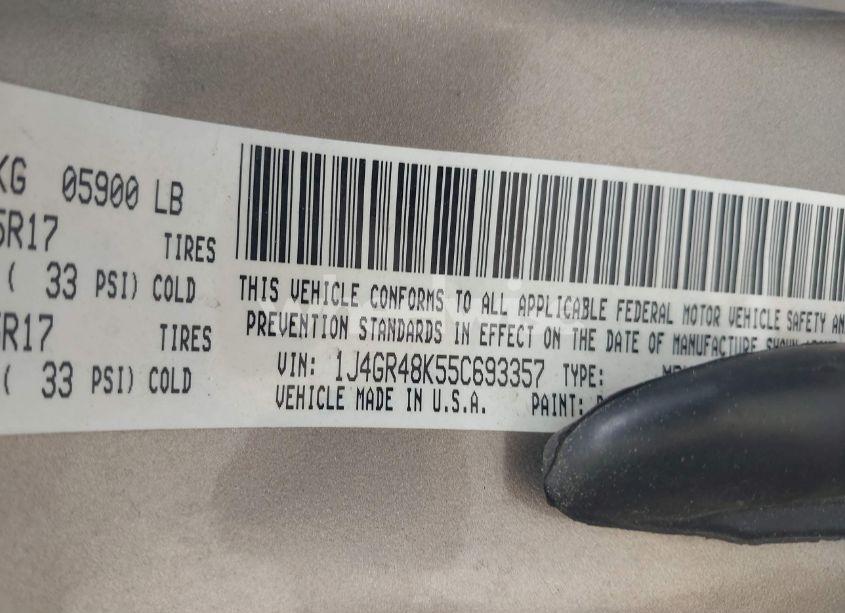 KG 05900 LB
5R17 TIRES
( 33 PSI) COLD
R17 TIRES
( 33 PSI) COLD
THIS VEHICLE CONFORMS TO ALL APPLICABLE FEDERAL MOTOR VEHICLE SAFETY AN
PREVENTION STANDARDS IN EFFECT ON THE DATE OF MANUFACTURE SHOWN
VIN: 1J4GR48K55C693357 TYPE:
VEHICLE MADE IN U.S.A. PAINT: